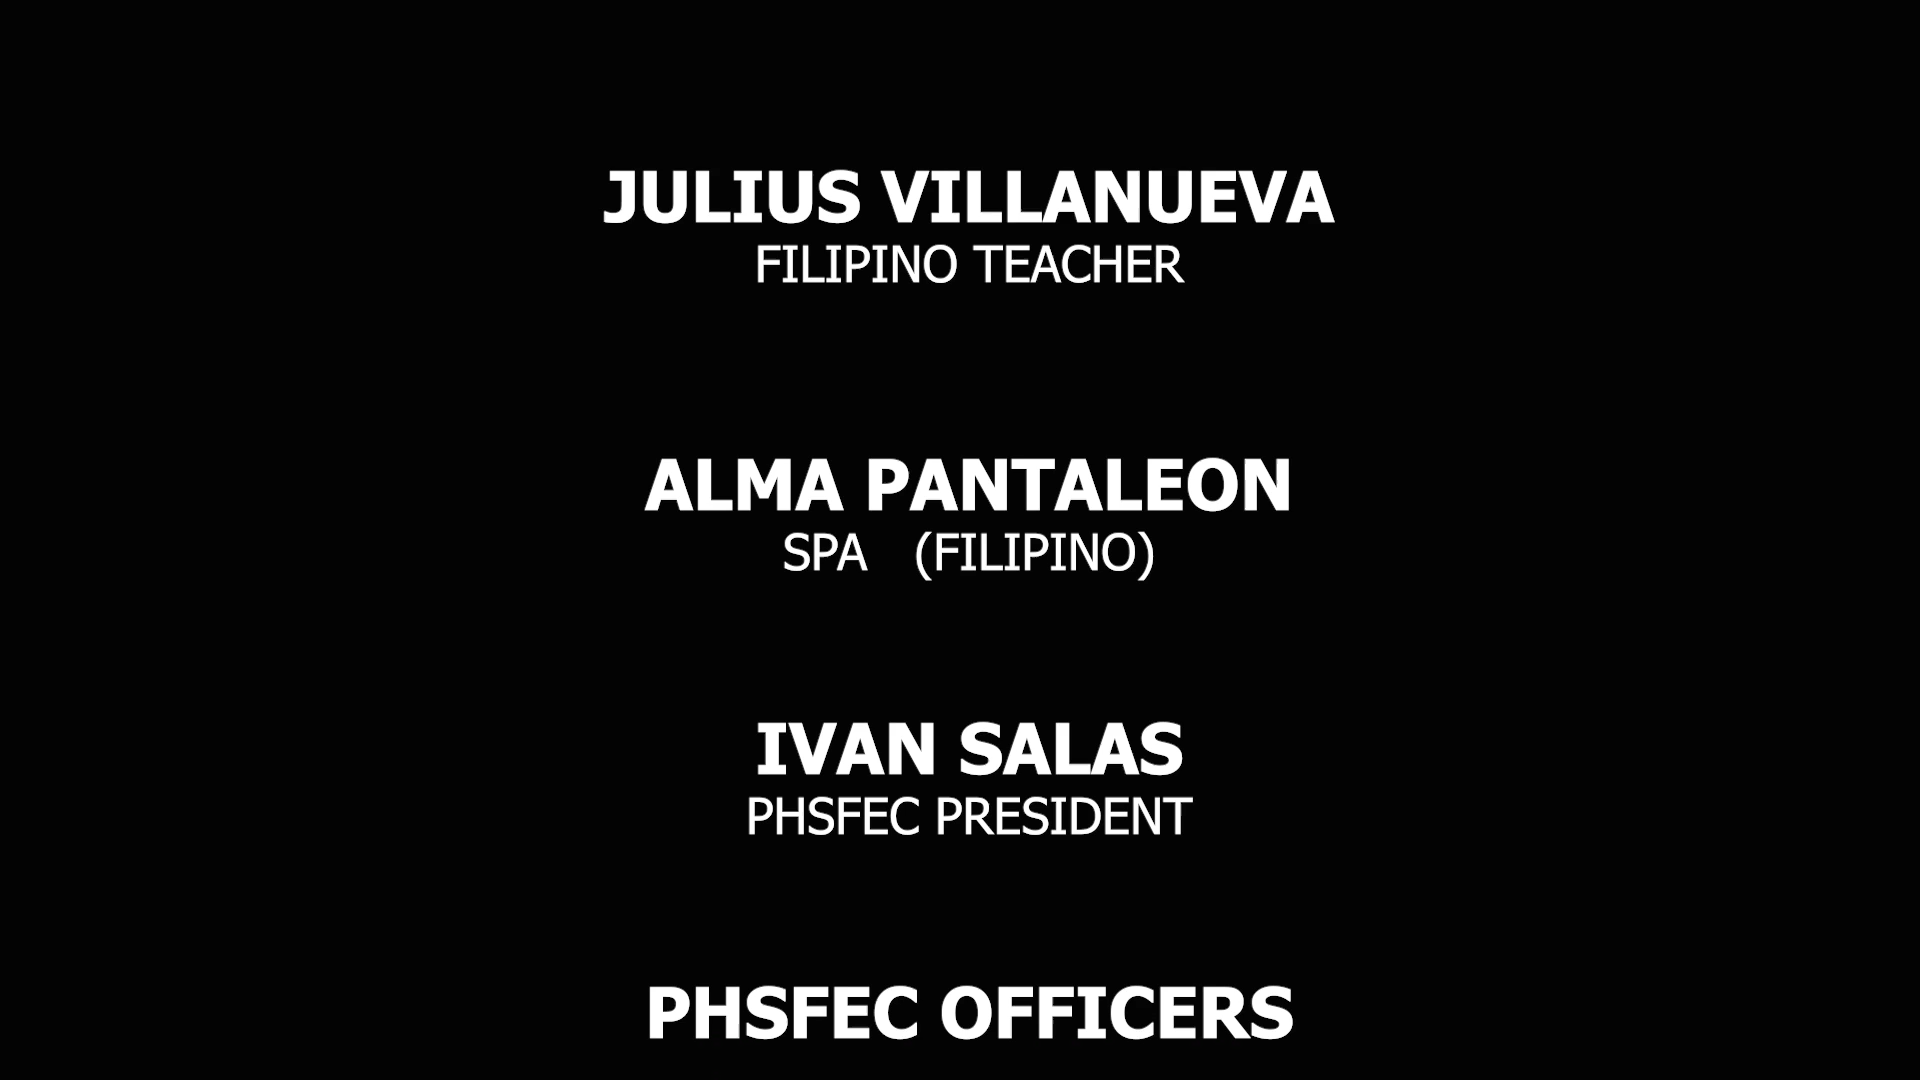 JULIUS VILLANUEVA
FILIPINO TEACHER
ALMA PANTALEON
SPA (FILIPINO)
IVAN SALAS
PHSFEC PRESIDENT
PHSFEC OFFICERS